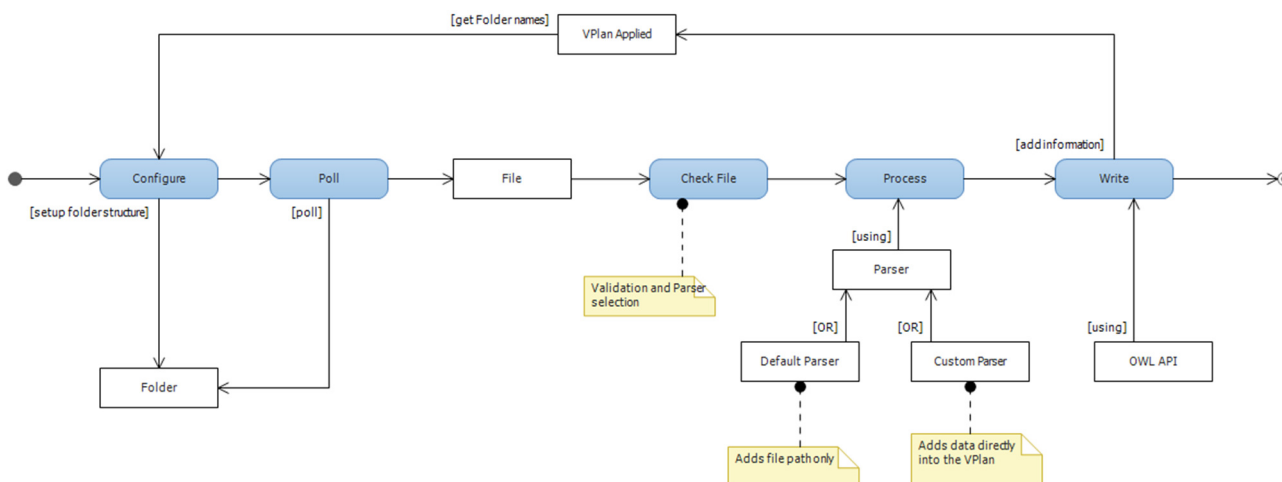 [get Folder names]
VPlan Applied
[add information]
Configure
Poll
File
Check File
Process
Write
[setup folderstructure]
[poll]
[using]
Validation and Parser
selection
Parser
[OR]
[OR]
[using]
Default Parser
Custom Parser
OWL API
Folder
Adds file path only
Adds data directly
into the VPlan